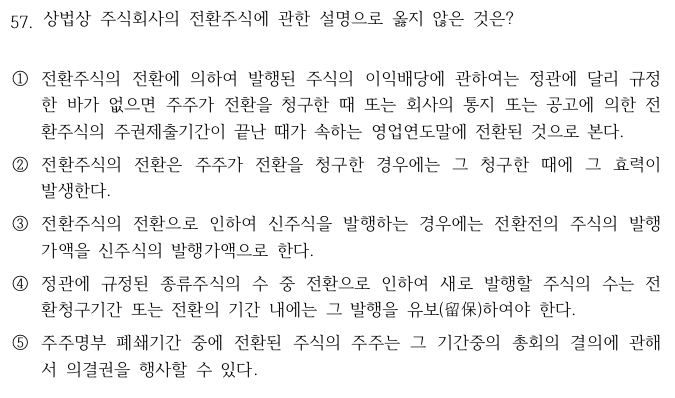 57. 상법상 주식회사의 전환주식에 관한 설명으로 옳지 않은 것은?
① 전환주식의 전환에 의하여 발행된 주식의 이익배당에 관하여는 정관에 달리 규정
한 바가 없으면 주주가 전환을 청구한 때 또는 회사의 통지 또는 공고에 의한 전
환주식의 주권제출기간이 끝난 때가 속하는 영업연도말에 전환된 것으로 본다.
② 전환주식의 전환은 주주가 전환을 청구한 경우에는 그 청구한 때에 그 효력이
발생한다.
③ 전환주식의 전환으로 인하여 신주식을 발행하는 경우에는 전환전의 주식의 발행
가액을 신주식의 발행가액으로 한다.
④ 정관에 규정된 종류주식의 수 중 전환으로 인하여 새로 발행할 주식의 수는 전
환청구기간 또는 전환의 기간 내에는 그 발행을 유보(留保)하여야 한다.
⑤ 주주명부 폐쇄기간 중에 전환된 주식의 주주는 그 기간중의 총회의 결의에 관해
서 의결권을 행사할 수 있다.